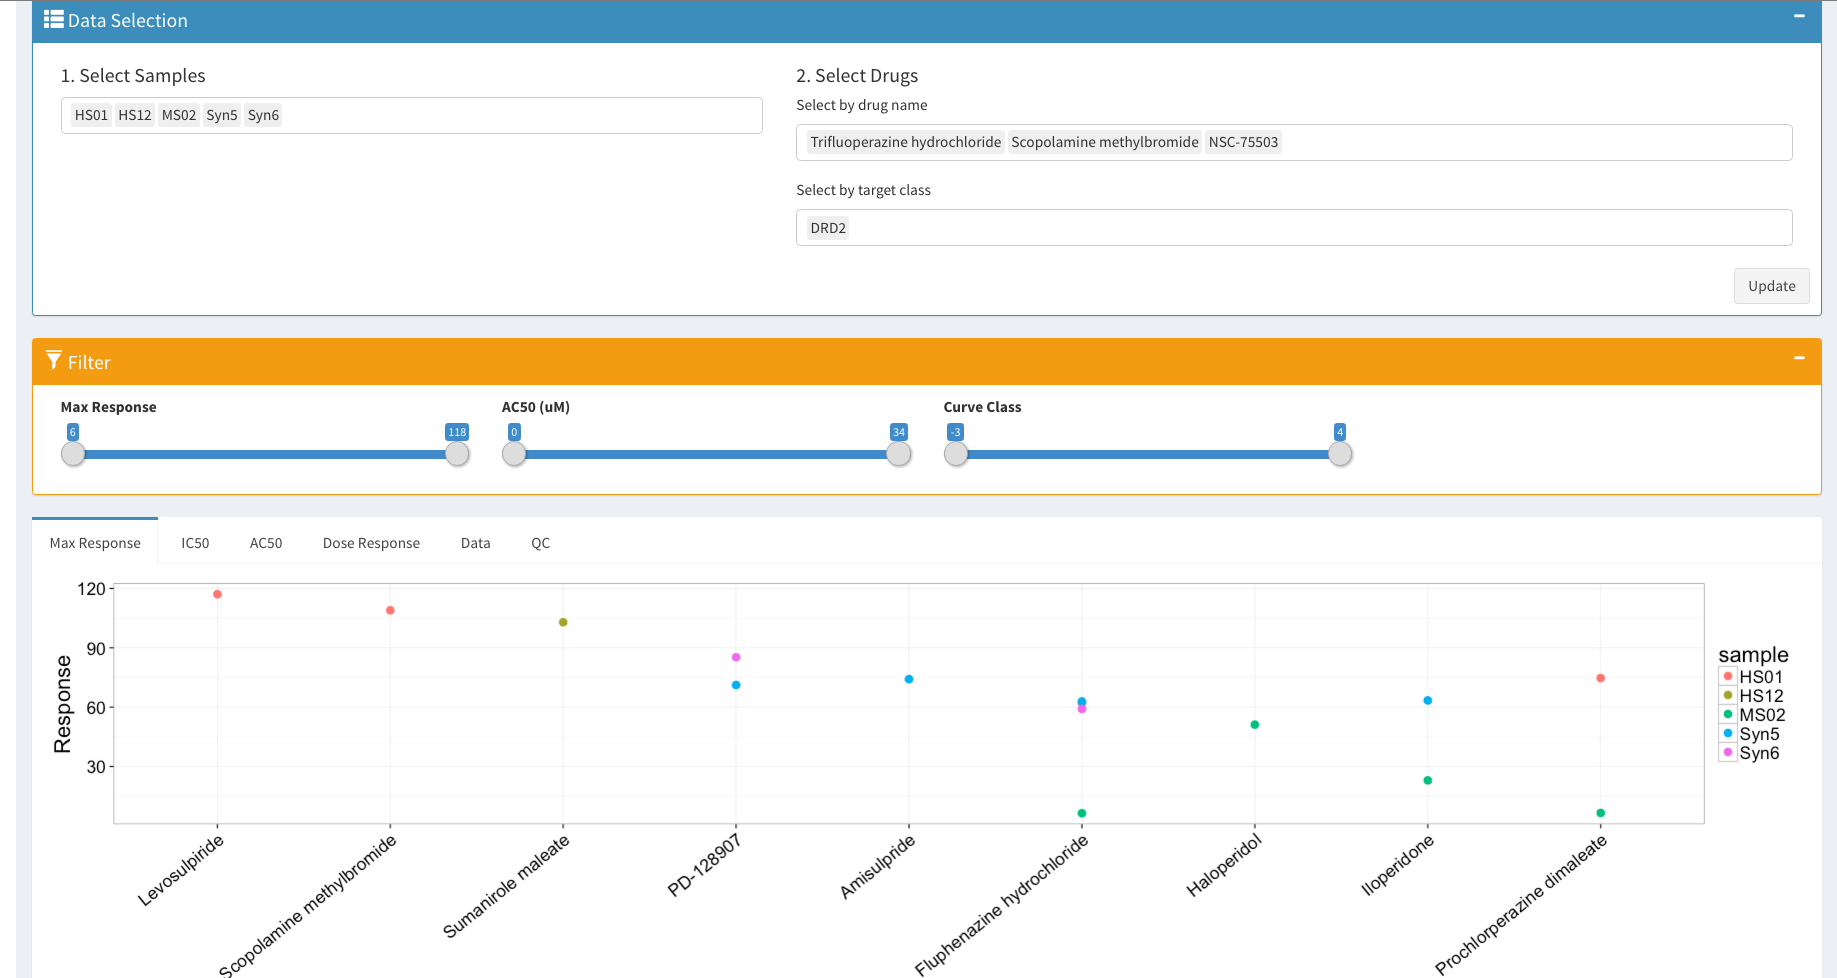 Data Selection
1. Select Samples
HS01 HS12 MS02 Syn5 Syn6
2. Select Drugs
Select by drug name
Trifluoperazine hydrochloride Scopolamine methylbromide NSC-75503
Select by target class
DRD2
Update
Filter
Max Response
6 118
AC50 (uM)
0 34
Curve Class
-3 4
Max Response IC50 AC50 Dose Response Data QC
Response
120
90
60
30
Levosulpiride
Scopolamine methylbromide
Sumanirole maleate
PD-128907
Amisulpride
Fluphenazine hydrochloride
Haloperidol
Iloperidone
Prochlorperazine dimaleate
sample
HS01
HS12
MS02
Syn5
Syn6